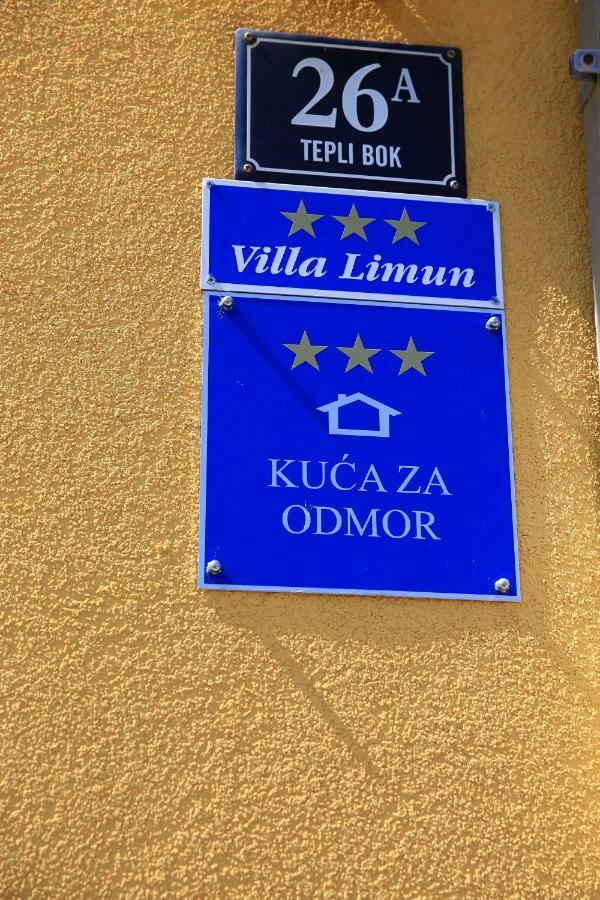 26A
TEPLI BOK
Villa Limun
KUĆA ZA
ODMOR